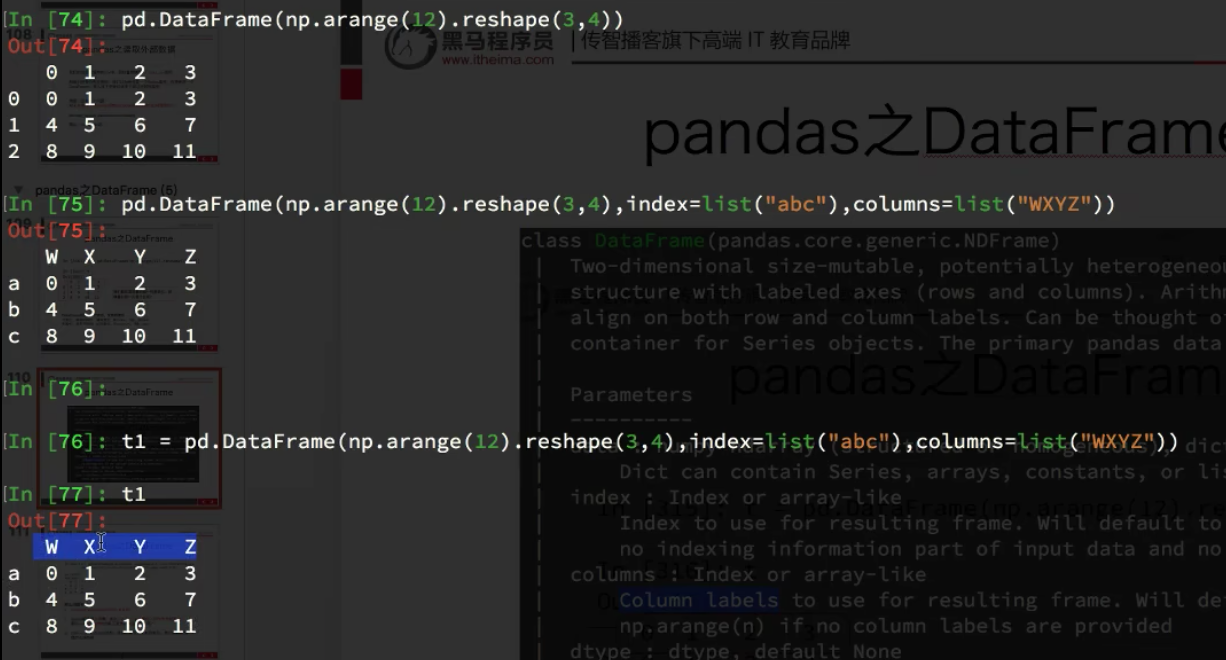 In [74]: pd.DataFrame(np.arange(12).reshape(3,4))
Out[74]:
0 1 2 3
0 0 1 2 3
1 4 5 6 7
2 8 9 10 11
黑马程序员 | 传智播客旗下高端 IT 教育品牌
www.itheima.com
pandas之DataFrame
pandas之DataFrame (5)
In [75]: pd.DataFrame(np.arange(12).reshape(3,4),index=list("abc"),columns=list("WXYZ"))
Out[75]:
W X Y Z
a 0 1 2 3
b 4 5 6 7
c 8 9 10 11
In [76]:
In [76]: t1 = pd.DataFrame(np.arange(12).reshape(3,4),index=list("abc"),columns=list("WXYZ"))
In [77]: t1
Out[77]:
W X Y Z
a 0 1 2 3
b 4 5 6 7
c 8 9 10 11
class DataFrame(pandas.core.generic.NDFrame)
| Two-dimensional size-mutable, potentially heterogeneou
| structure with labeled axes (rows and columns). Arith
| align on both row and column labels. Can be thought o
| container for Series objects. The primary pandas data
pandas之DataFram
| Parameters
| ----------
| Dict can contain Series, arrays, constants, or li
| index : Index or array-like
| Index to use for resulting frame. Will default to
| no indexing information part of input data and no
| columns : Index or array-like
| Column labels to use for resulting frame. Will de
| np.arange(n) if no column labels are provided
| dtype : dtype, default None